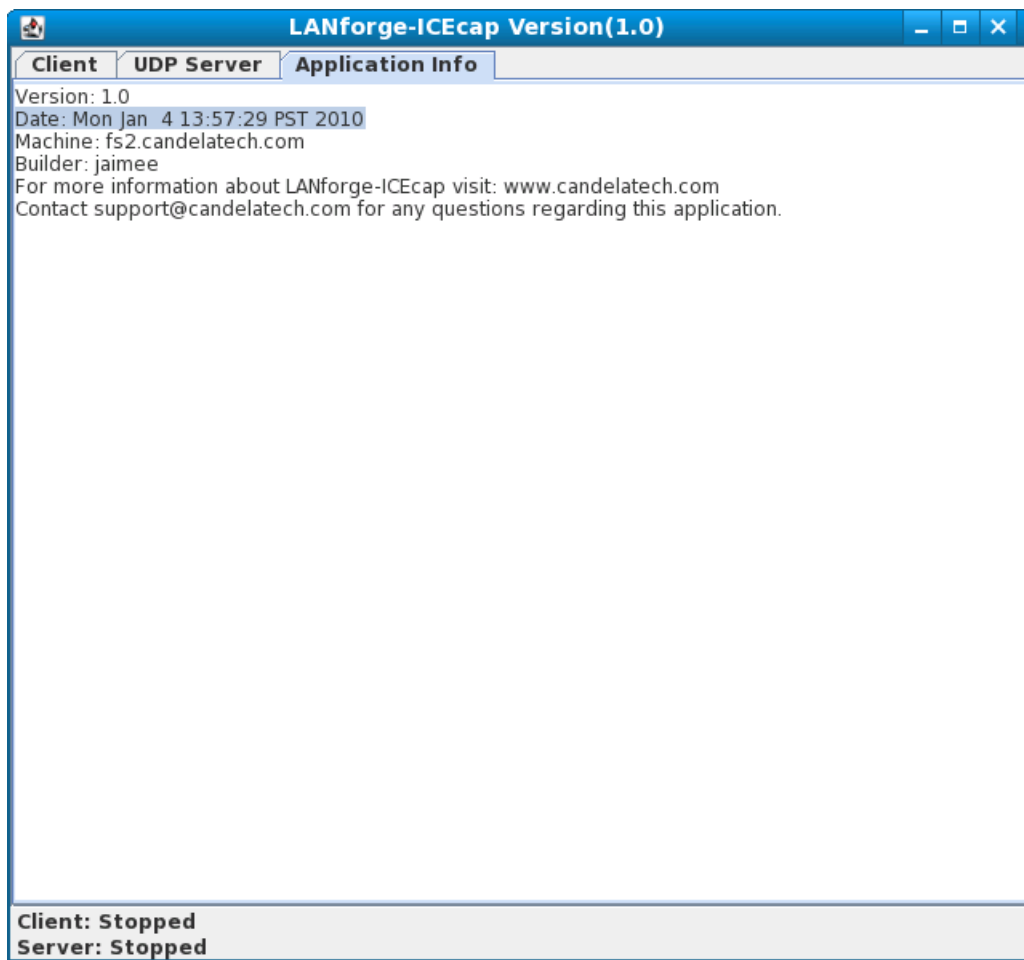 LANforge-ICEcap Version(1.0)
Client UDP Server Application Info
Version: 1.0
Date: Mon Jan  4 13:57:29 PST 2010
Machine: fs2.candelatech.com
Builder: jaimee
For more information about LANforge-ICEcap visit: www.candelatech.com
Contact support@candelatech.com for any questions regarding this application.
Client: Stopped
Server: Stopped